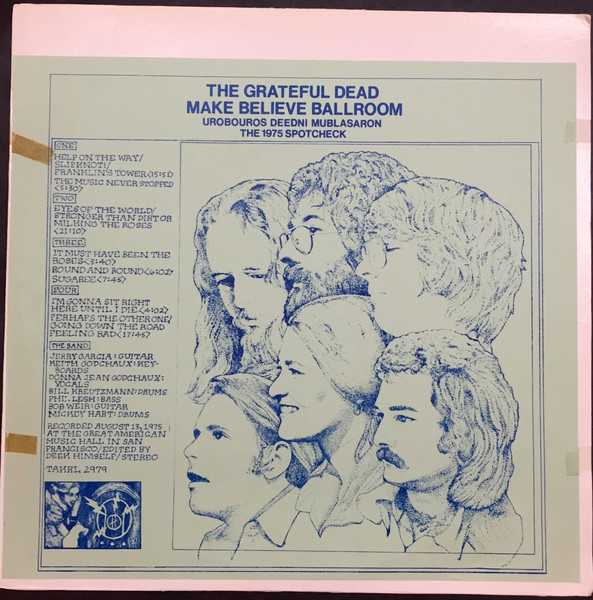 THE GRATEFUL DEAD
MAKE BELIEVE BALLROOM
UROBOUROS DEEDNI MUBLASARON
THE 1975 SPOTCHECK
ONE
HELP ON THE WAY/
SLIPKNOT!/
FRANKLIN'S TOWER<15:51>
THE MUSIC NEVER STOPPED
<5:30>
TWO
EYES OF THE WORLD/
STRONGER THAN DIRT OR
MILKING THE ROSES
<21:10>
THREE
IT MUST HAVE BEEN THE
ROSES<3:40>
ROUND AND ROUND<6:02>
SUGAREE<7:45>
FOUR
I'M GONNA SIT RIGHT
HERE UNTIL I DIE<4:02>
PERHAPS THE OTHER ONE/
GOING DOWN THE ROAD
FEELING BAD<17:45>
THE BAND
JERRY GARCIA: GUITAR
KEITH GODCHAUX: KEY-
BOARDS
DONNA JEAN GODCHAUX:
VOCALS
BILL KREUTZMANN: DRUMS
PHIL LESH: BASS
BOB WEIR: GUITAR
MICKEY HART: DRUMS
RECORDED AUGUST 13, 1975
AT THE GREAT AMERICAN
MUSIC HALL IN SAN
FRANCISCO/EDITED BY
DEEK HIMSELF/STEREO
TAKRL 2979